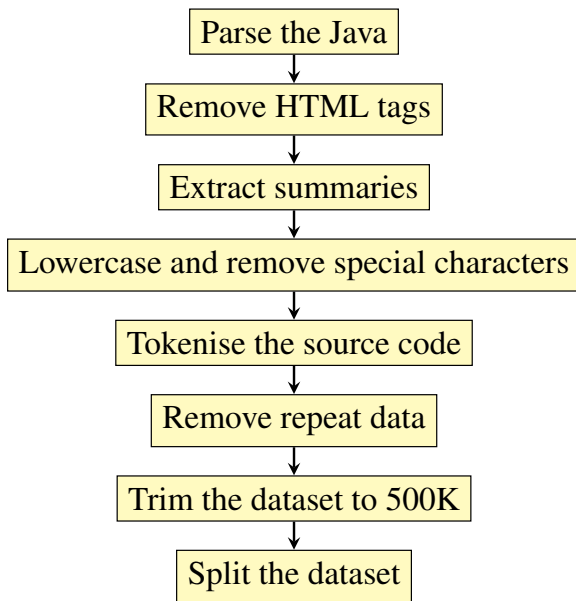 Parse the Java
Remove HTML tags
Extract summaries
Lowercase and remove special characters
Tokenise the source code
Remove repeat data
Trim the dataset to 500K
Split the dataset